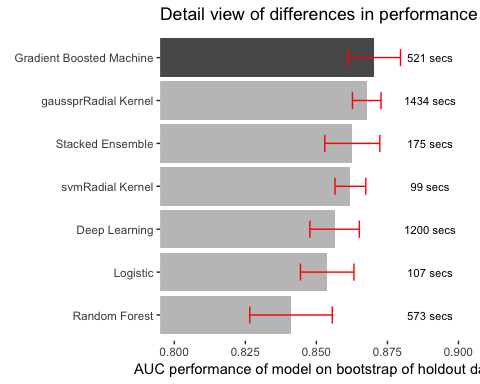 Detail view of differences in performance
Gradient Boosted Machine 521 secs
gaussprRadial Kernel 1434 secs
Stacked Ensemble 175 secs
svmRadial Kernel 99 secs
Deep Learning 1200 secs
Logistic 107 secs
Random Forest 573 secs
0.800 0.825 0.850 0.875 0.900
AUC performance of model on bootstrap of holdout da